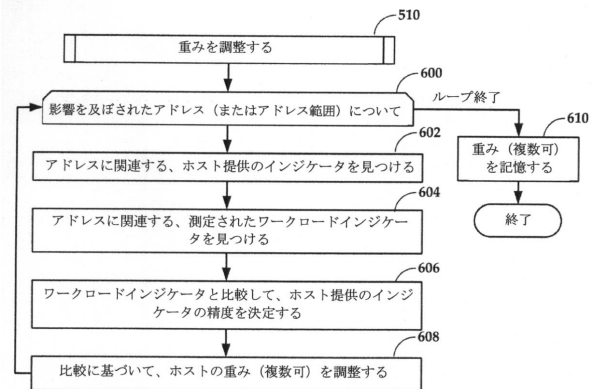 510
重みを調整する
600
影響を及ぼされたアドレス（またはアドレス範囲）について
ループ終了
602
アドレスに関連する、ホスト提供のインジケータを見つける
610
重み（複数可）
を記憶する
604
アドレスに関連する、測定されたワークロードインジケー
タを見つける
終了
606
ワークロードインジケータと比較して、ホスト提供のインジ
ケータの精度を決定する
608
比較に基づいて、ホストの重み（複数可）を調整する